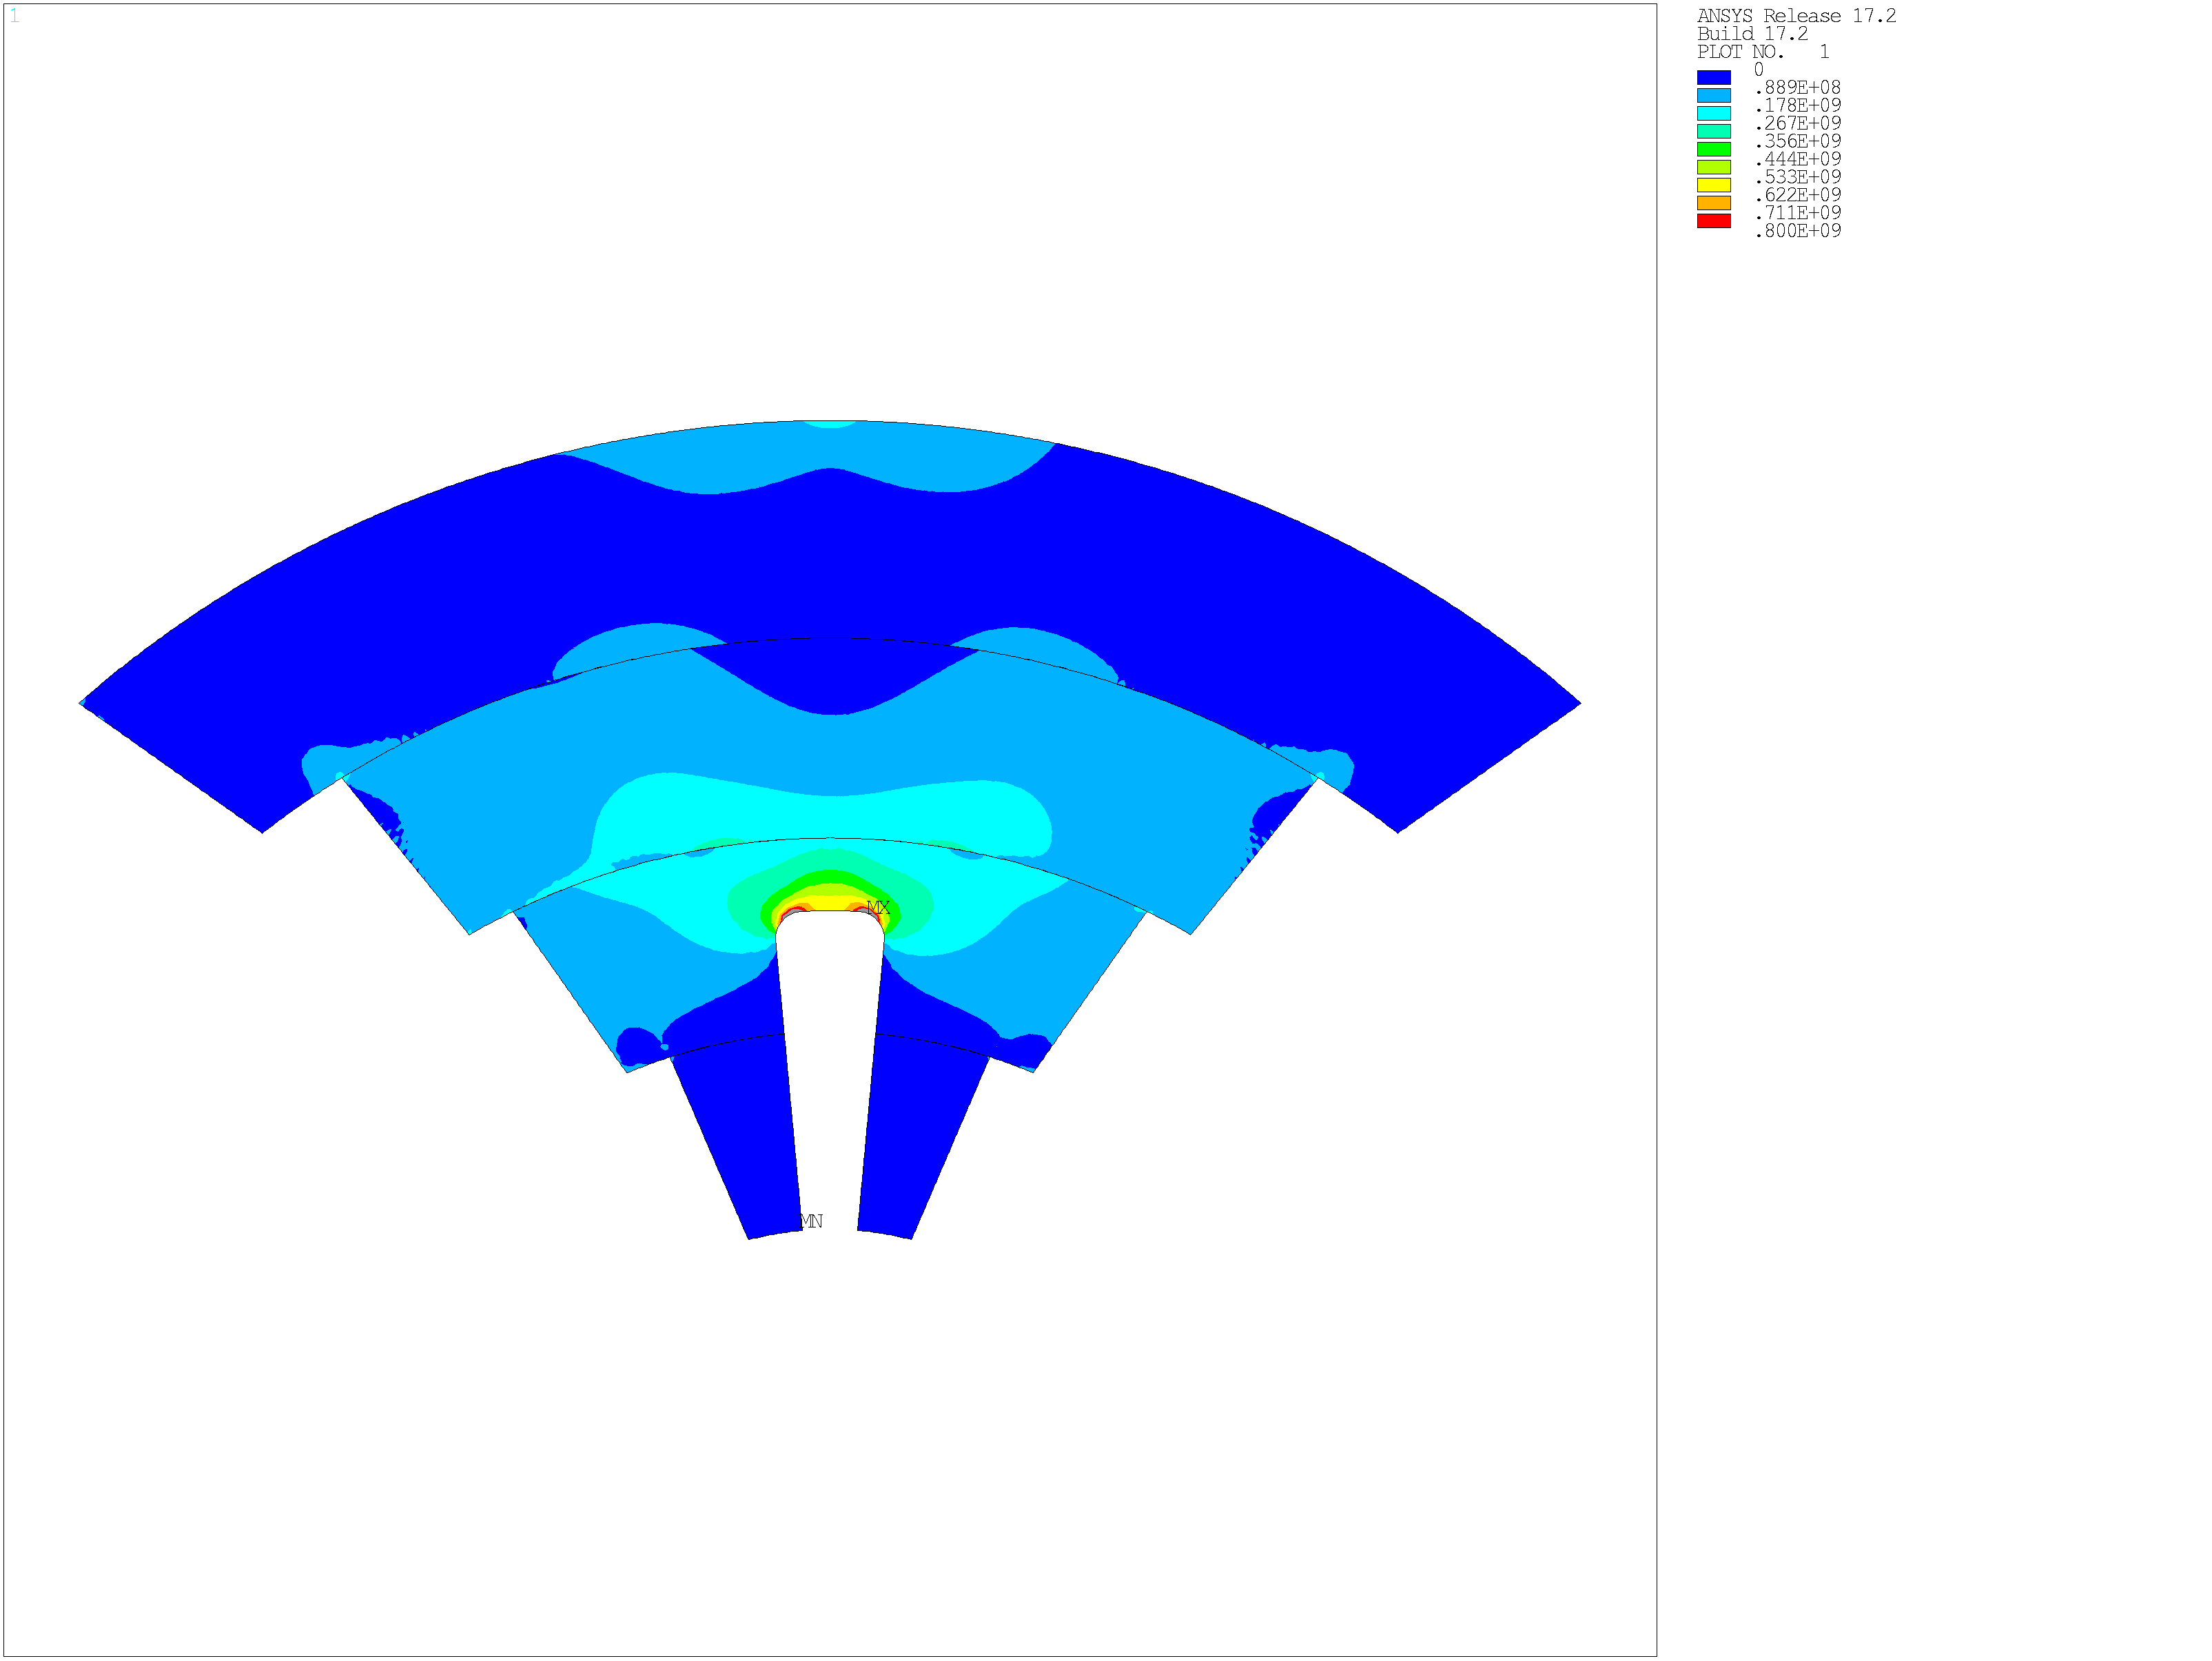 1
ANSYS Release 17.2
Build 17.2
PLOT NO. 1
0
.889E+08
.178E+09
.267E+09
.356E+09
.444E+09
.533E+09
.622E+09
.711E+09
.800E+09
MX
MN